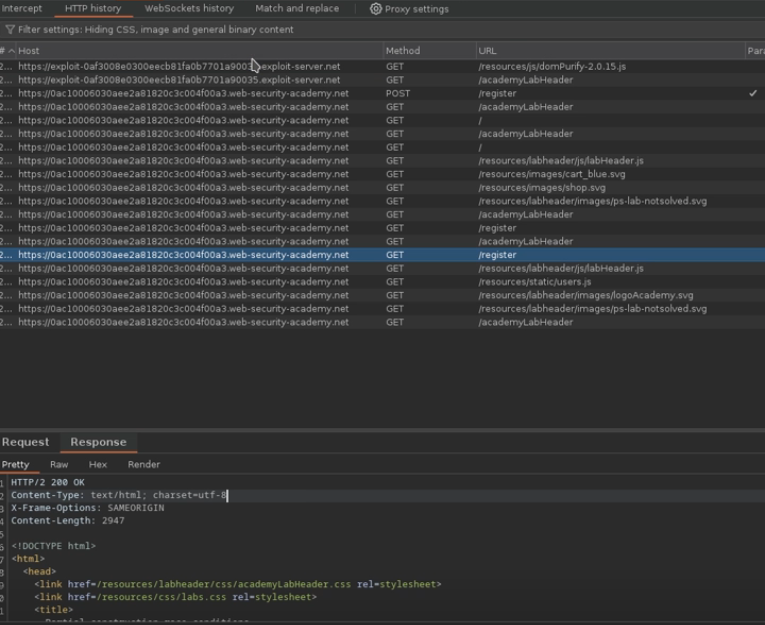 Intercept HTTP history WebSockets history Match and replace Proxy settings
Filter settings: Hiding CSS, image and general binary content
# Host Method URL Para
2... https://exploit-0af3008e0300eecb81fa0b7701a90035.exploit-server.net GET /resources/js/domPurify-2.0.15.js
2... https://exploit-0af3008e0300eecb81fa0b7701a90035.exploit-server.net GET /academyLabHeader
2... https://0ac10006030aee2a81820c3c004f00a3.web-security-academy.net POST /register ✓
2... https://0ac10006030aee2a81820c3c004f00a3.web-security-academy.net GET /academyLabHeader
2... https://0ac10006030aee2a81820c3c004f00a3.web-security-academy.net GET /
2... https://0ac10006030aee2a81820c3c004f00a3.web-security-academy.net GET /academyLabHeader
2... https://0ac10006030aee2a81820c3c004f00a3.web-security-academy.net GET /
2... https://0ac10006030aee2a81820c3c004f00a3.web-security-academy.net GET /resources/labheader/js/labHeader.js
2... https://0ac10006030aee2a81820c3c004f00a3.web-security-academy.net GET /resources/images/cart_blue.svg
2... https://0ac10006030aee2a81820c3c004f00a3.web-security-academy.net GET /resources/images/shop.svg
2... https://0ac10006030aee2a81820c3c004f00a3.web-security-academy.net GET /resources/labheader/images/ps-lab-notsolved.svg
2... https://0ac10006030aee2a81820c3c004f00a3.web-security-academy.net GET /academyLabHeader
2... https://0ac10006030aee2a81820c3c004f00a3.web-security-academy.net GET /register
2... https://0ac10006030aee2a81820c3c004f00a3.web-security-academy.net GET /academyLabHeader
2... https://0ac10006030aee2a81820c3c004f00a3.web-security-academy.net GET /register
2... https://0ac10006030aee2a81820c3c004f00a3.web-security-academy.net GET /resources/labheader/js/labHeader.js
2... https://0ac10006030aee2a81820c3c004f00a3.web-security-academy.net GET /resources/static/users.js
2... https://0ac10006030aee2a81820c3c004f00a3.web-security-academy.net GET /resources/labheader/images/logoAcademy.svg
2... https://0ac10006030aee2a81820c3c004f00a3.web-security-academy.net GET /resources/labheader/images/ps-lab-notsolved.svg
2... https://0ac10006030aee2a81820c3c004f00a3.web-security-academy.net GET /academyLabHeader
Request Response
Pretty Raw Hex Render
1 HTTP/2 200 OK
2 Content-Type: text/html; charset=utf-8
3 X-Frame-Options: SAMEORIGIN
4 Content-Length: 2947
5
6 <!DOCTYPE html>
7 <html>
8 <head>
9 <link href=/resources/labheader/css/academyLabHeader.css rel=stylesheet>
0 <link href=/resources/css/labs.css rel=stylesheet>
1 <title>
Partial construction race conditions